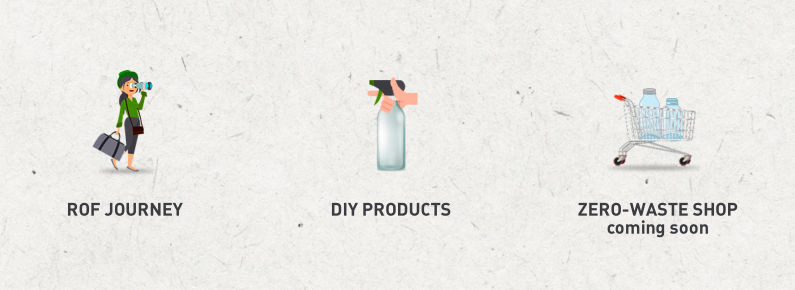 ROF JOURNEY
DIY PRODUCTS
ZERO-WASTE SHOP
coming soon